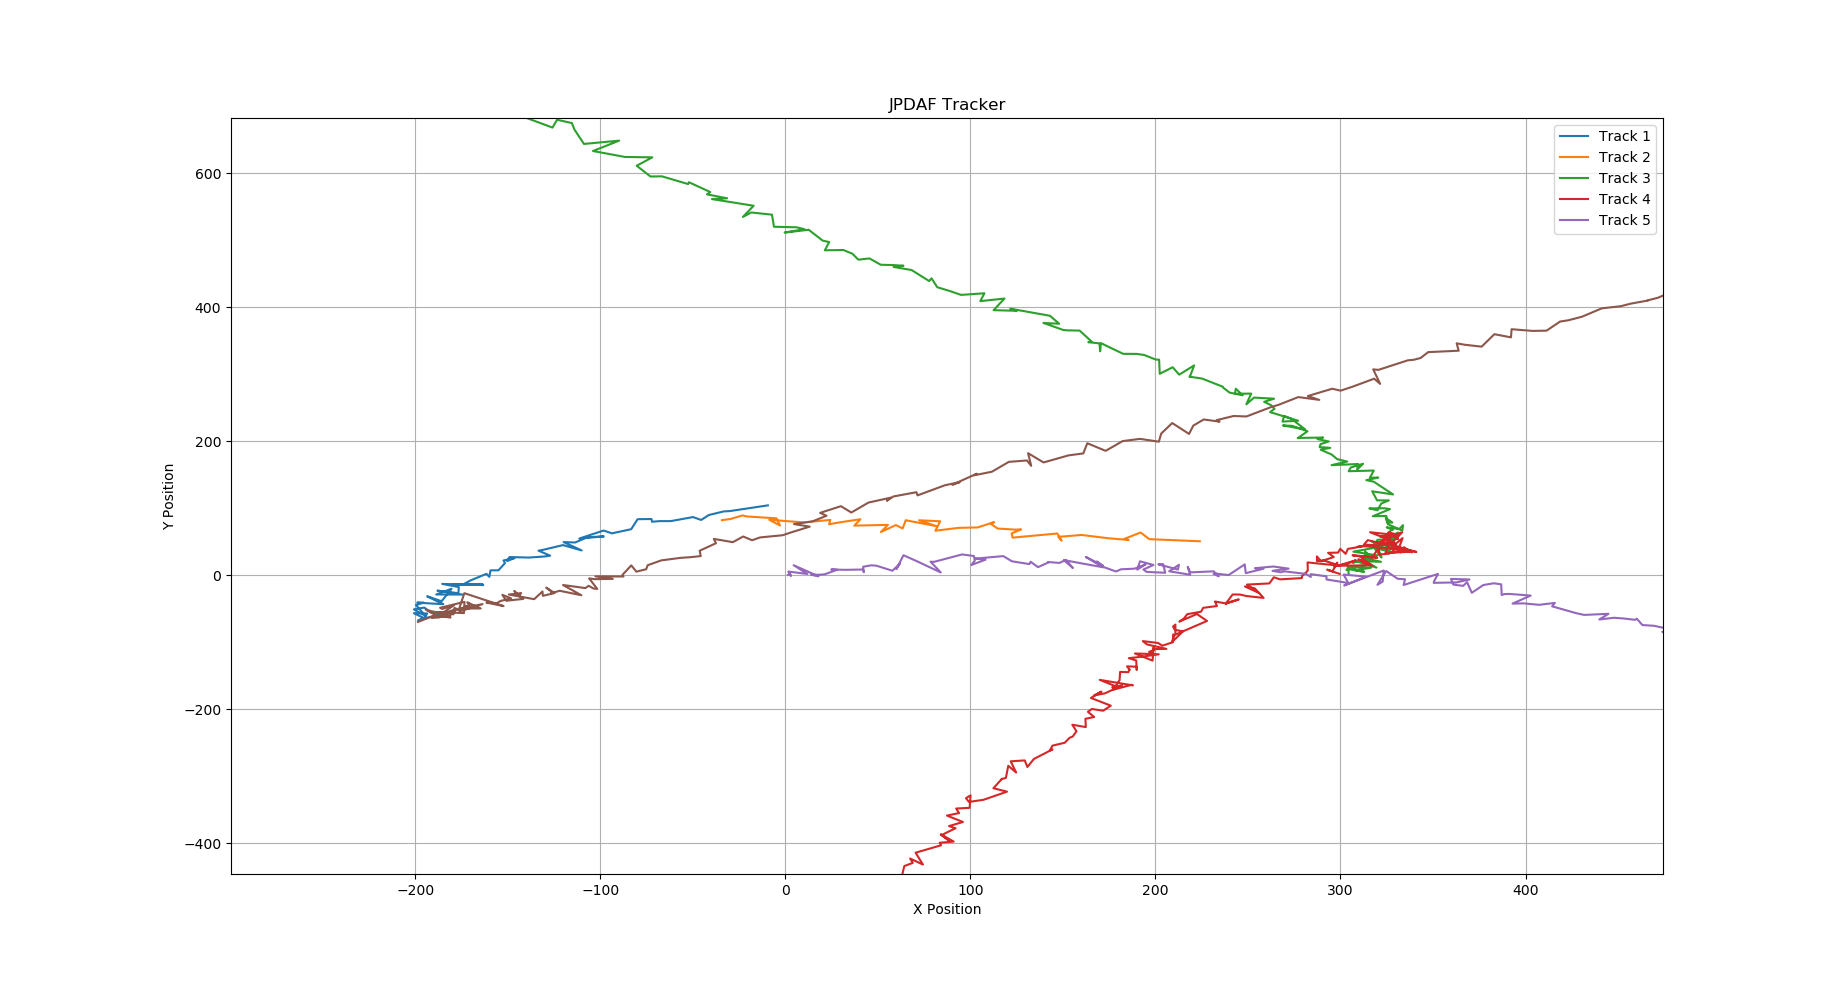 JPDAF Tracker
Track 1
Track 2
Track 3
Track 4
Track 5
600
400
200
0
−200
−400
Y Position
−200 −100 0 100 200 300 400
X Position